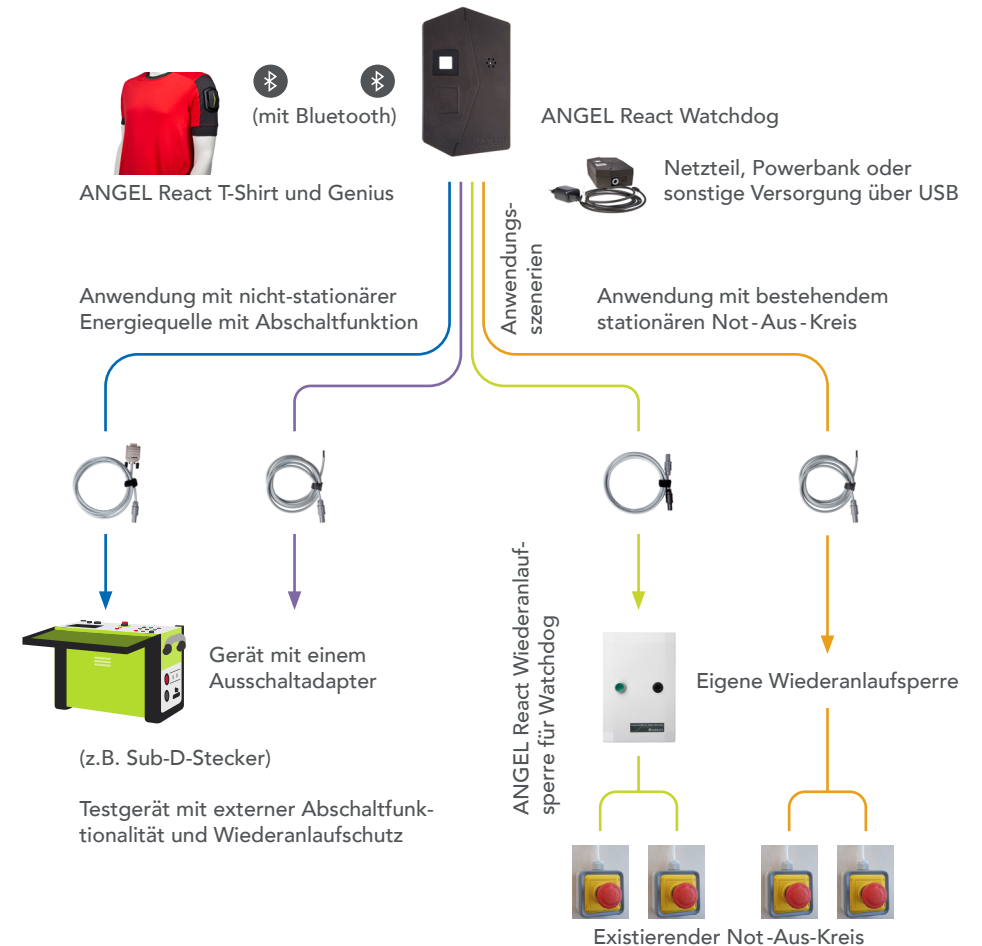 (mit Bluetooth)
ANGEL React Watchdog
ANGEL React T-Shirt und Genius
Netzteil, Powerbank oder
sonstige Versorgung über USB
Anwendungs-
szenerien
Anwendung mit nicht-stationärer
Energiequelle mit Abschaltfunktion
Anwendung mit bestehendem
stationären Not-Aus-Kreis
Gerät mit einem
Ausschaltadapter
(z.B. Sub-D-Stecker)
Testgerät mit externer Abschaltfunk-
tionalität und Wiederanlaufschutz
ANGEL React Wiederanlauf-
sperre für Watchdog
Eigene Wiederanlaufsperre
Existierender Not-Aus-Kreis